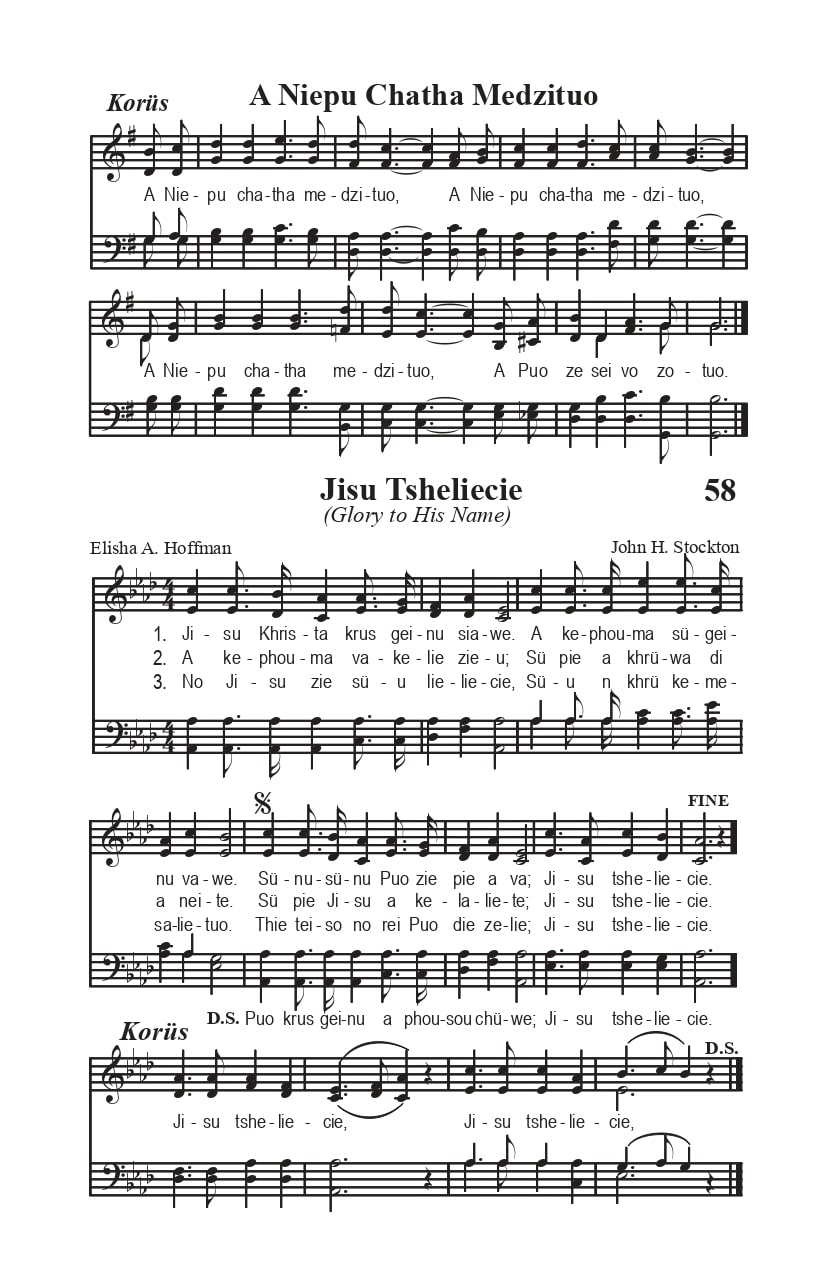 Korüs
A Niepu Chatha Medzituo
A Nie - pu cha-tha me - dzi - tuo, A Nie - pu cha-tha me - dzi - tuo,
A Nie - pu cha - tha me - dzi - tuo, A Puo ze sei vo zo - tuo.
Jisu Tsheliecie
58
(Glory to His Name)
Elisha A. Hoffman
John H. Stockton
1. Ji - su Khris - ta krus gei - nu sia - we. A ke - phou - ma sü - gei -
2. A ke - phou - ma va - ke - lie zie - u; Sü pie a khrü - wa di
3. No Ji - su zie sü - u lie - lie - cie, Sü - u n khrü ke - me -
FINE
nu va - we. Sü - nu - sü - nu Puo zie pie a va; Ji - su tshe - lie - cie.
a nei - te. Sü pie Ji - su a ke - la - lie - te; Ji - su tshe - lie - cie.
sa - lie - tuo. Thie tei - so no rei Puo die ze - lie; Ji - su tshe - lie - cie.
D.S. Puo krus gei - nu a phou - sou chü - we; Ji - su tshe - lie - cie.
Korüs
D.S.
Ji - su tshe - lie - cie, Ji - su tshe - lie - cie,